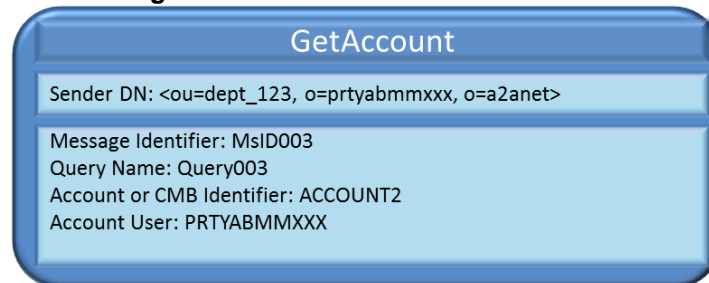 GetAccount
Sender DN: <ou=dept_123, o=prtyabmmxxx, o=a2anet>
Message Identifier: MsID003
Query Name: Query003
Account or CMB Identifier: ACCOUNT2
Account User: PRTYABMMXXX